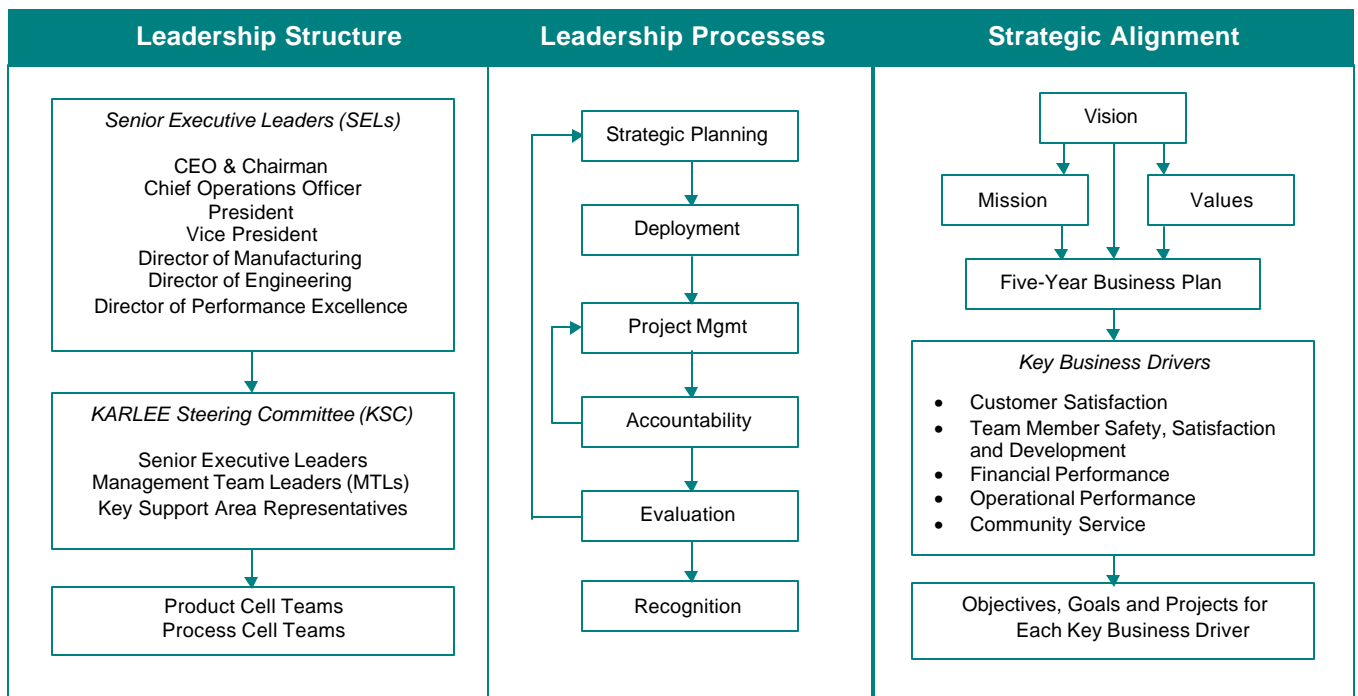 Leadership Structure
Leadership Processes
Strategic Alignment
Senior Executive Leaders (SELs)
CEO & Chairman
Chief Operations Officer
President
Vice President
Director of Manufacturing
Director of Engineering
Director of Performance Excellence
KARLEE Steering Committee (KSC)
Senior Executive Leaders
Management Team Leaders (MTLs)
Key Support Area Representatives
Product Cell Teams
Process Cell Teams
Strategic Planning
Deployment
Project Mgmt
Accountability
Evaluation
Recognition
Vision
Mission
Values
Five-Year Business Plan
Key Business Drivers
• Customer Satisfaction
• Team Member Safety, Satisfaction
and Development
• Financial Performance
• Operational Performance
• Community Service
Objectives, Goals and Projects for
Each Key Business Driver